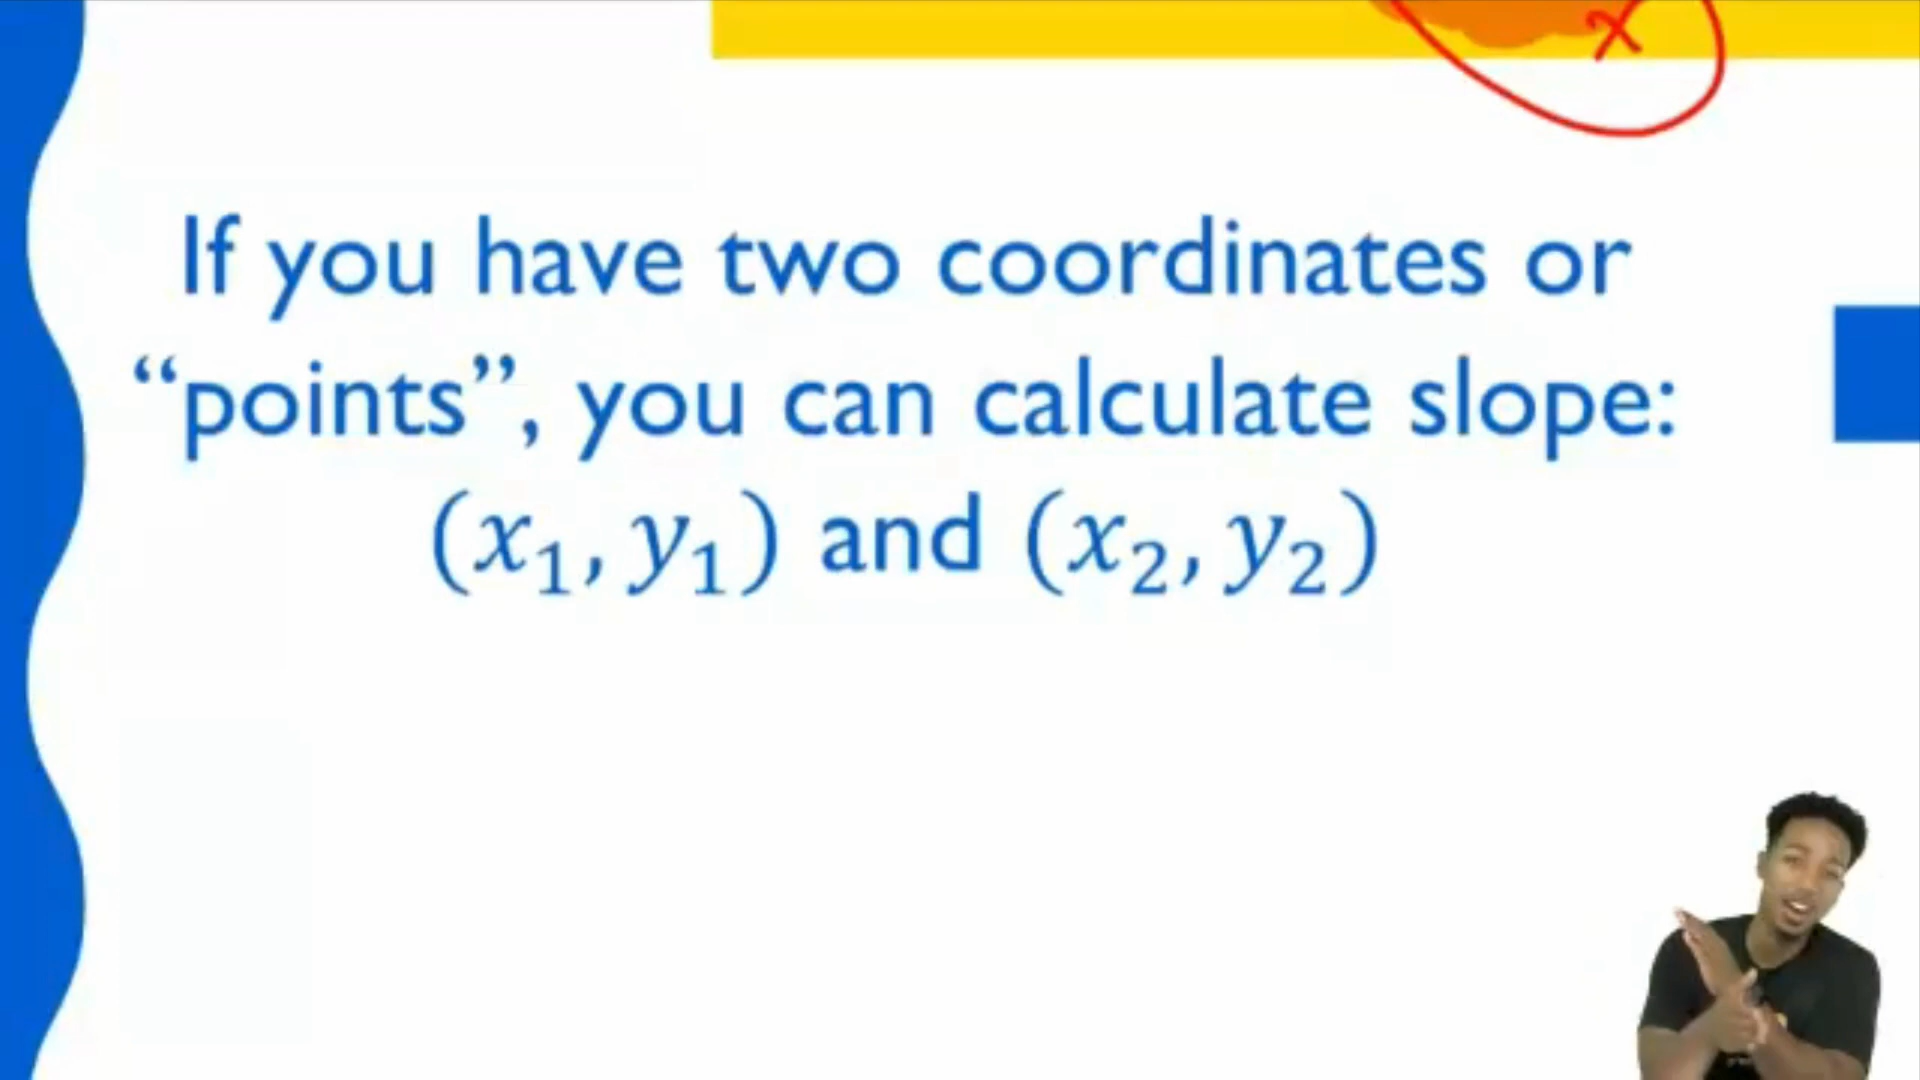 x
If you have two coordinates or
“points”, you can calculate slope:
(x₁, y₁) and (x₂, y₂)